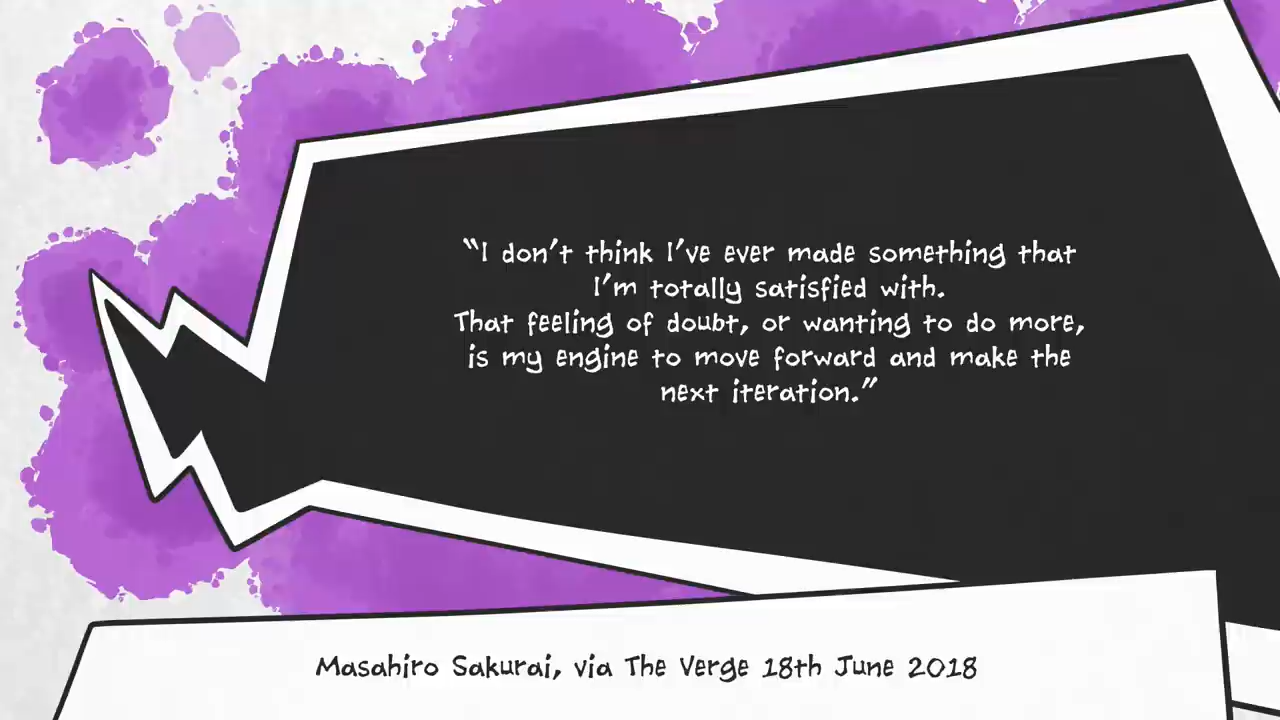 “I don’t think I’ve ever made something that
I’m totally satisfied with.
That feeling of doubt, or wanting to do more,
is my engine to move forward and make the
next iteration.”
Masahiro Sakurai, via The Verge 18th June 2018